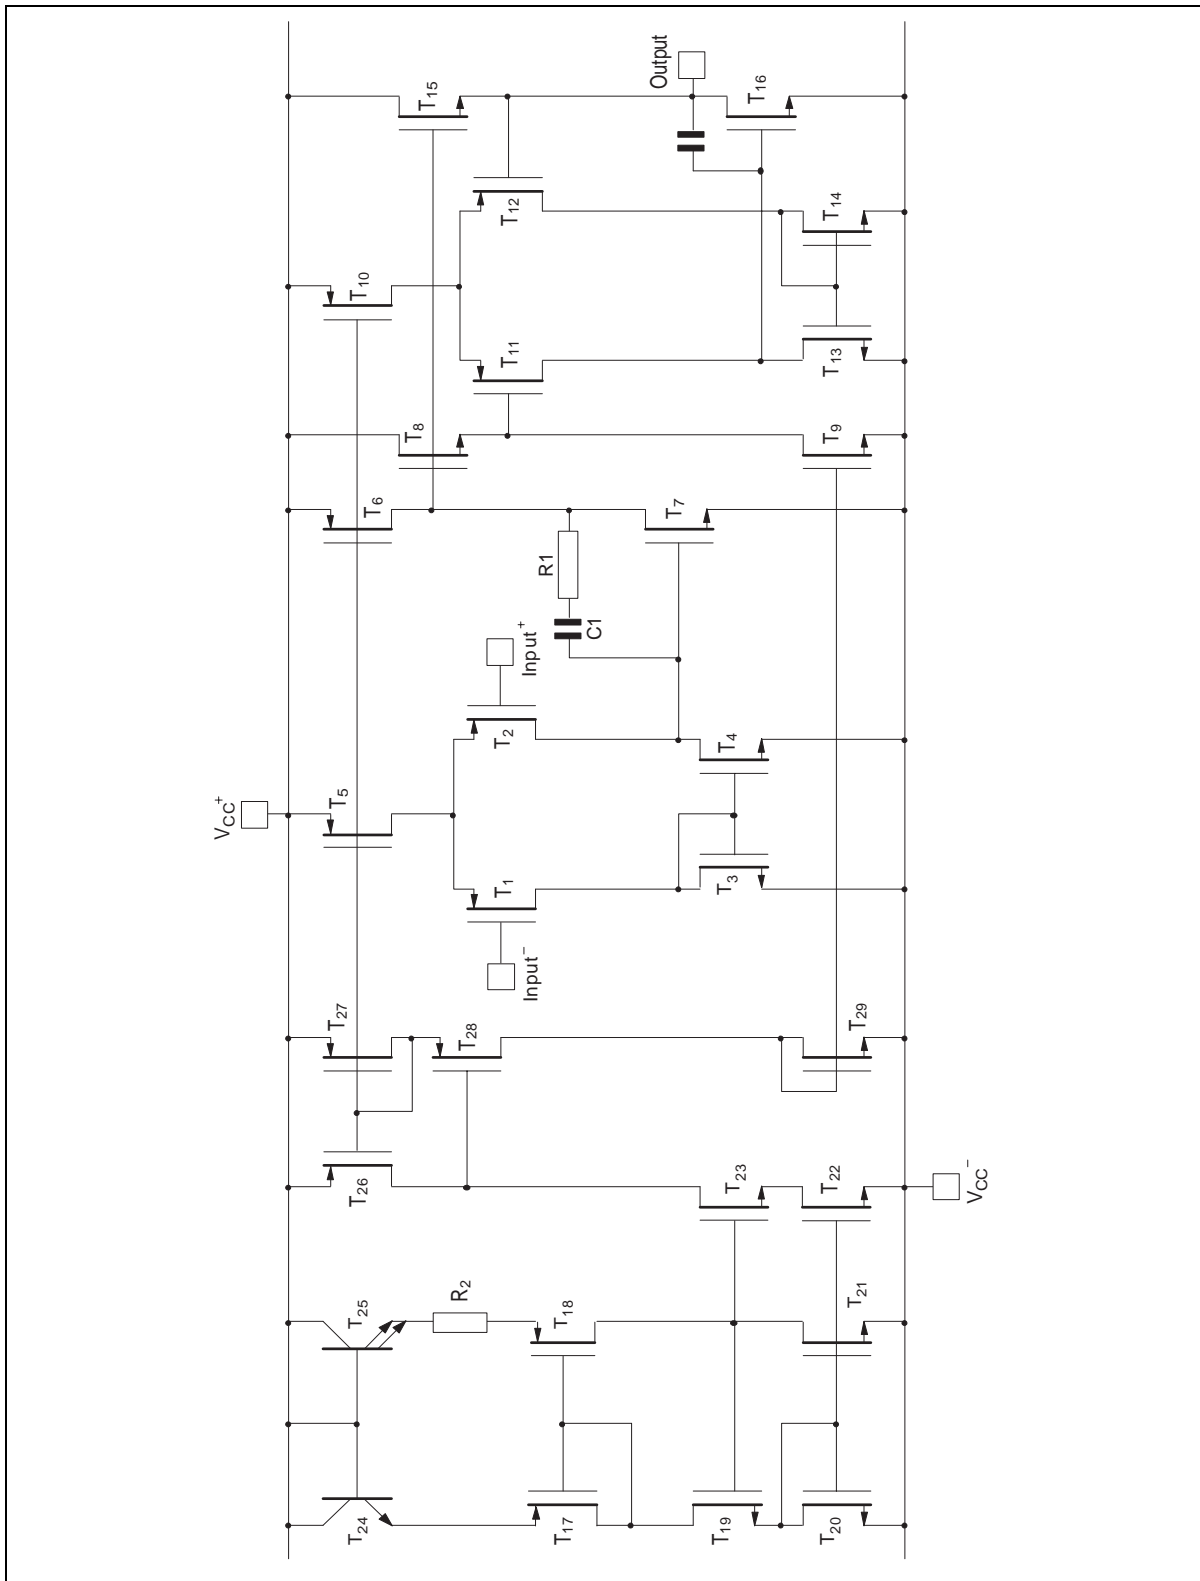 T24
T25
R2
T17
T18
T19
T20
T21
T26
T27
T28
T23
T22
T29
VCC−
VCC+
T5
Input−
T1
T2
Input+
T3
T4
C1
R1
T6
T7
T8
T9
T10
T11
T12
T13
T14
T15
Output
T16